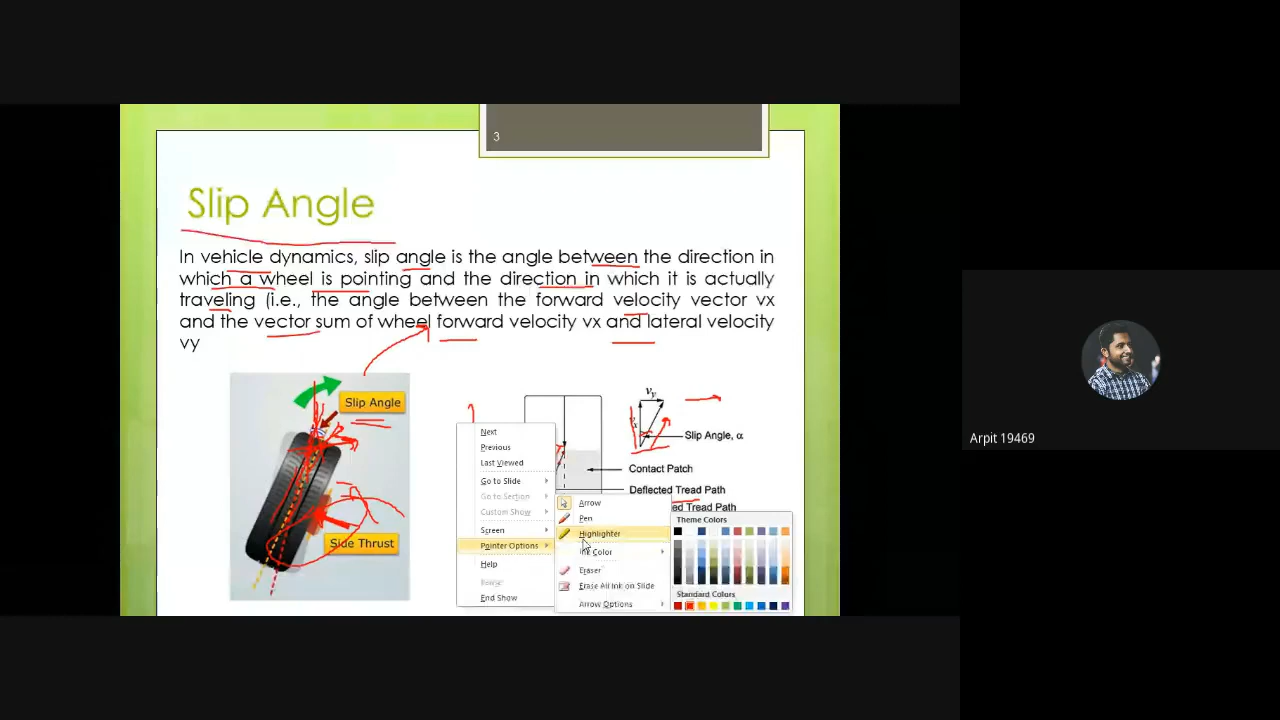 3
Slip Angle
In vehicle dynamics, slip angle is the angle between the direction in
which a wheel is pointing and the direction in which it is actually
traveling (i.e., the angle between the forward velocity vector vx
and the vector sum of wheel forward velocity vx and lateral velocity
vy
Slip Angle
Side Thrust
vy
Slip Angle, α
Contact Patch
Deflected Tread Path
ed Tread Path
Next
Previous
Last Viewed
Go to Slide
Go to Section
Custom Show
Screen
Pointer Options
Help
Pause
End Show
Arrow
Pen
Highlighter
Ink Color
Eraser
Erase All Ink on Slide
Arrow Options
Theme Colors
Standard Colors
Arpit 19469